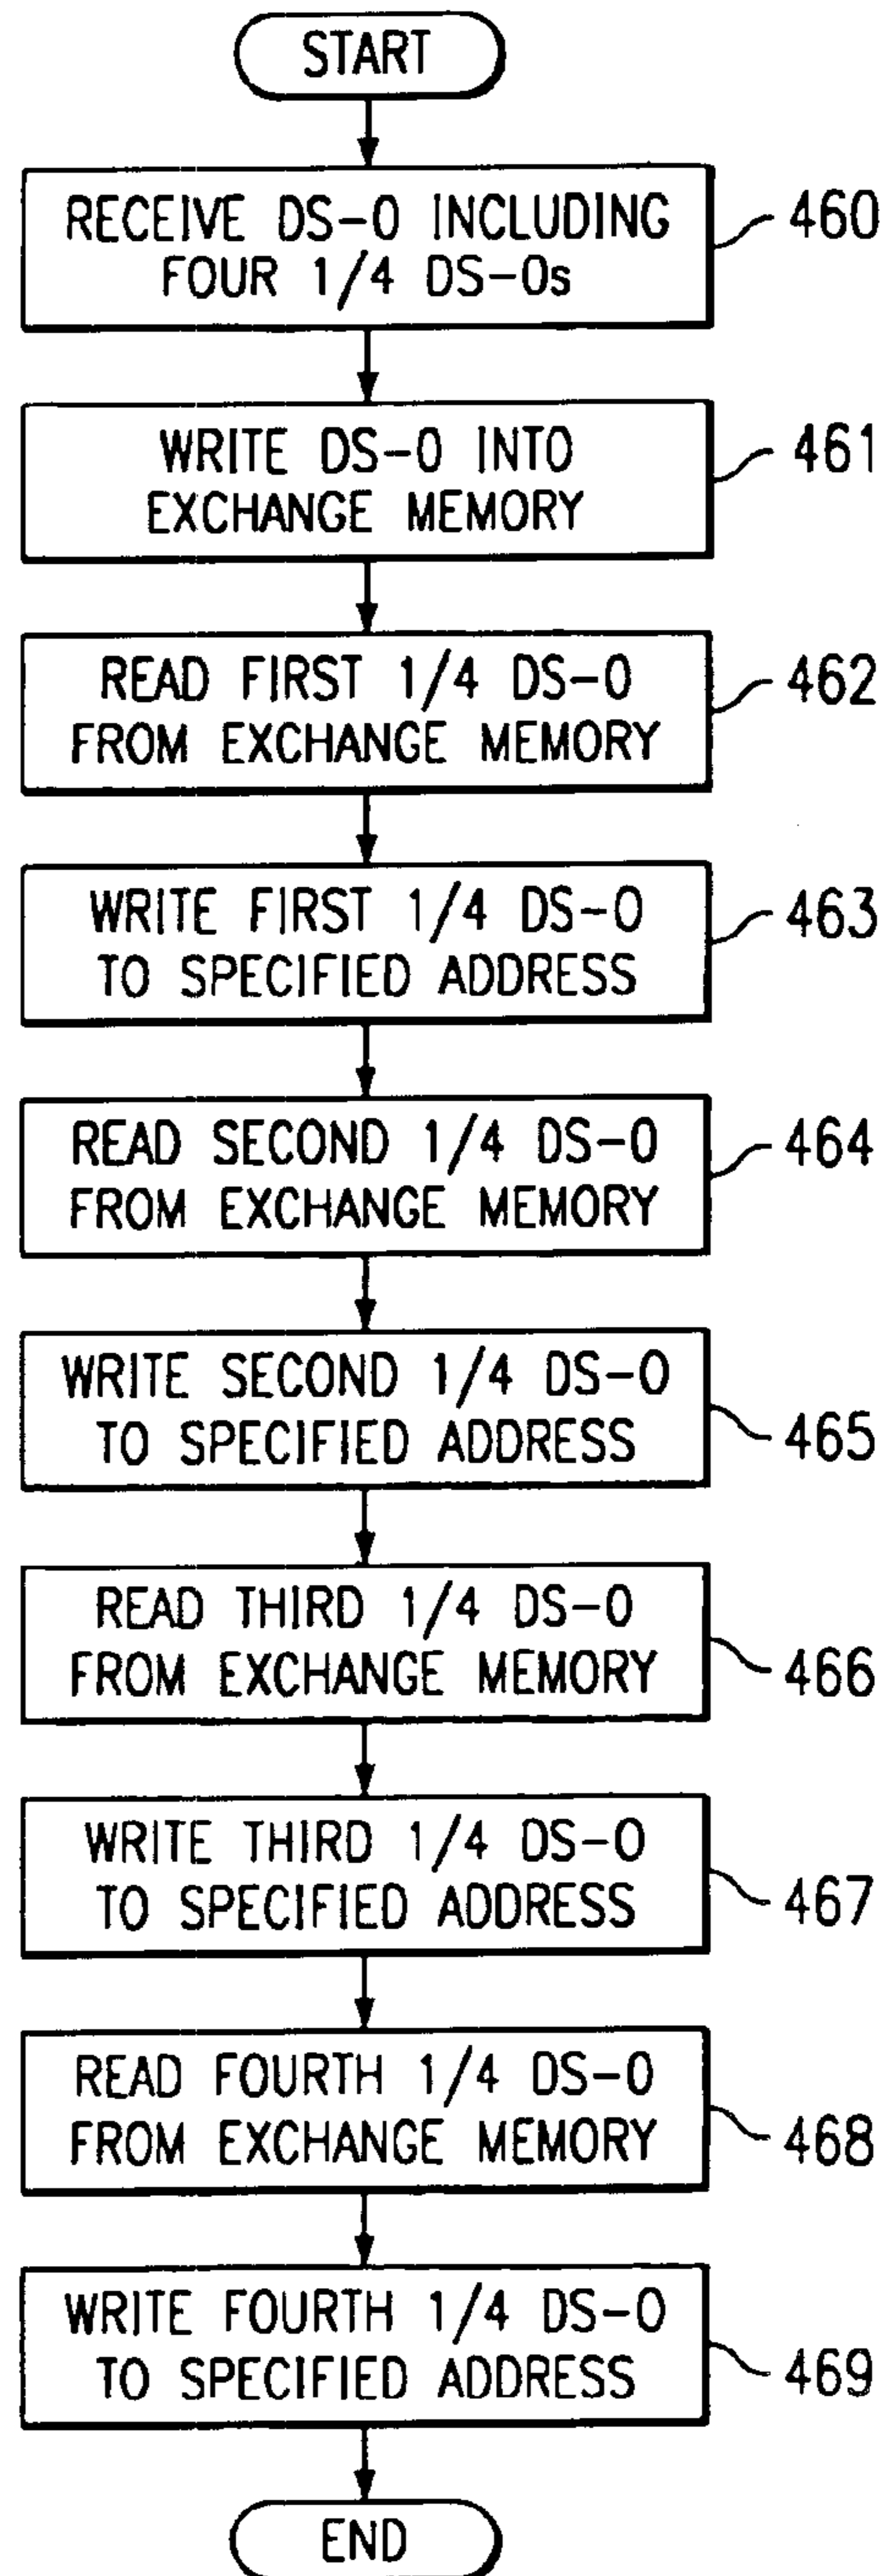 START
RECEIVE DS-0 INCLUDING
FOUR 1/4 DS-0s
460
WRITE DS-0 INTO
EXCHANGE MEMORY
461
READ FIRST 1/4 DS-0
FROM EXCHANGE MEMORY
462
WRITE FIRST 1/4 DS-0
TO SPECIFIED ADDRESS
463
READ SECOND 1/4 DS-0
FROM EXCHANGE MEMORY
464
WRITE SECOND 1/4 DS-0
TO SPECIFIED ADDRESS
465
READ THIRD 1/4 DS-0
FROM EXCHANGE MEMORY
466
WRITE THIRD 1/4 DS-0
TO SPECIFIED ADDRESS
467
READ FOURTH 1/4 DS-0
FROM EXCHANGE MEMORY
468
WRITE FOURTH 1/4 DS-0
TO SPECIFIED ADDRESS
469
END